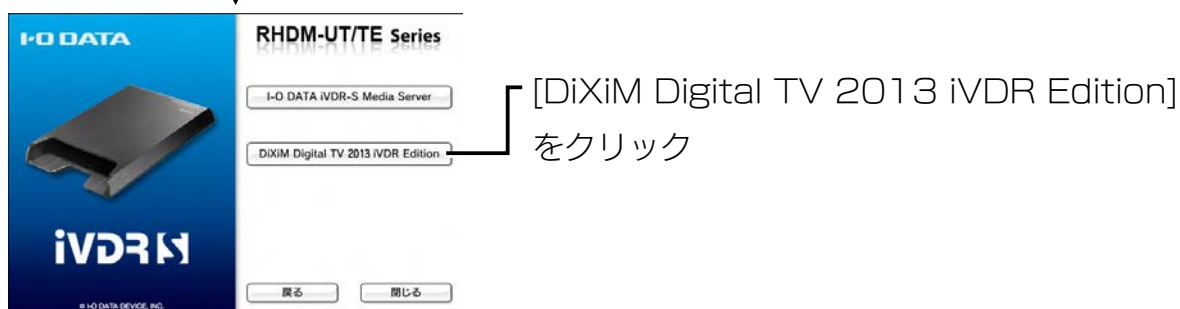 I-O DATA
RHDM-UT/TE Series
I-O DATA iVDR-S Media Server
DiXiM Digital TV 2013 iVDR Edition
[DiXiM Digital TV 2013 iVDR Edition]
をクリック
iVDR S
戻る
閉じる
© I-O DATA DEVICE, INC.